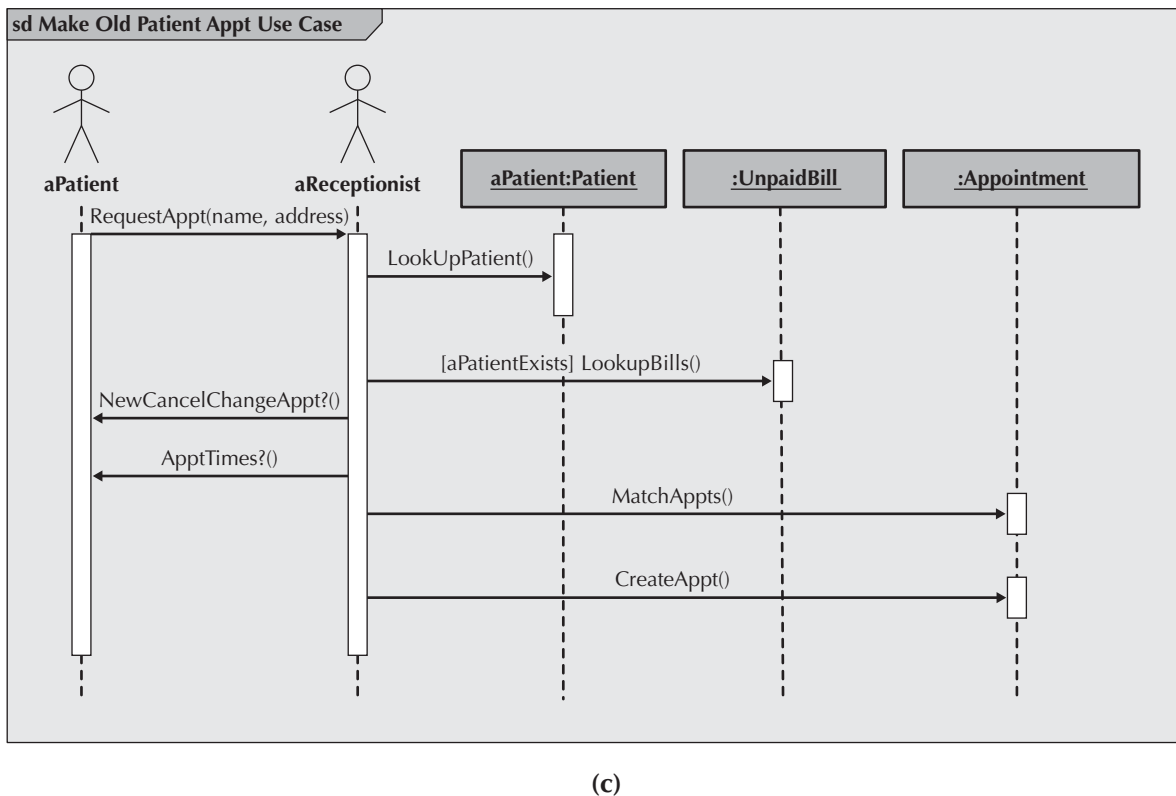 sd Make Old Patient Appt Use Case
aPatient
aReceptionist
aPatient:Patient
:UnpaidBill
:Appointment
RequestAppt(name, address)
LookUpPatient()
[aPatientExists] LookupBills()
NewCancelChangeAppt?()
ApptTimes?()
MatchAppts()
CreateAppt()
(c)